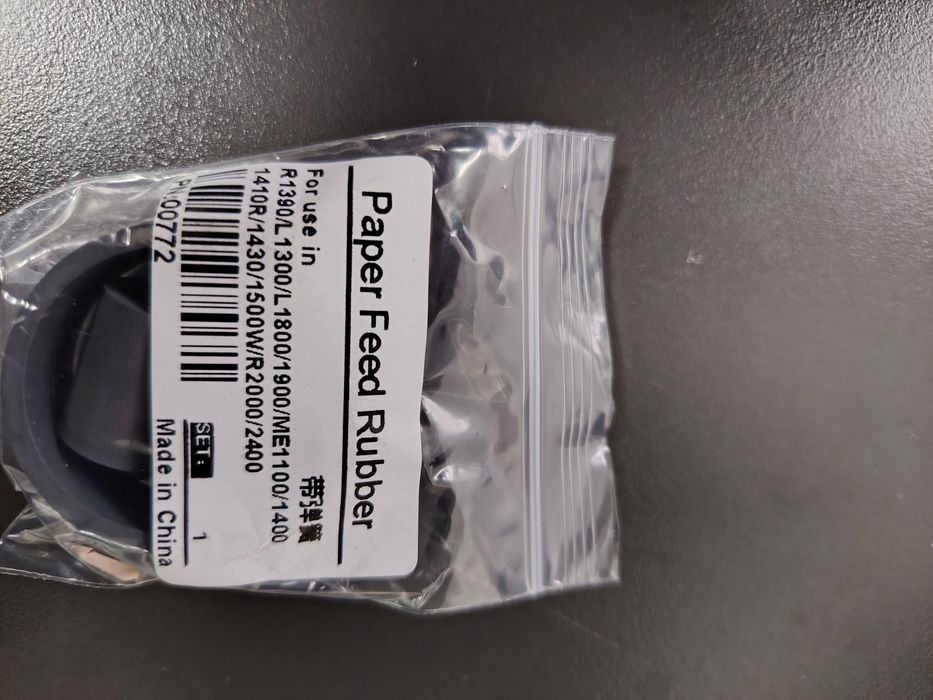 Paper Feed Rubber
带弹簧
For use in
R1390/L1300/L1800/1900/ME1100/1400
1410R/1430/1500W/R2000/2400
SET: 1
00772
Made in China